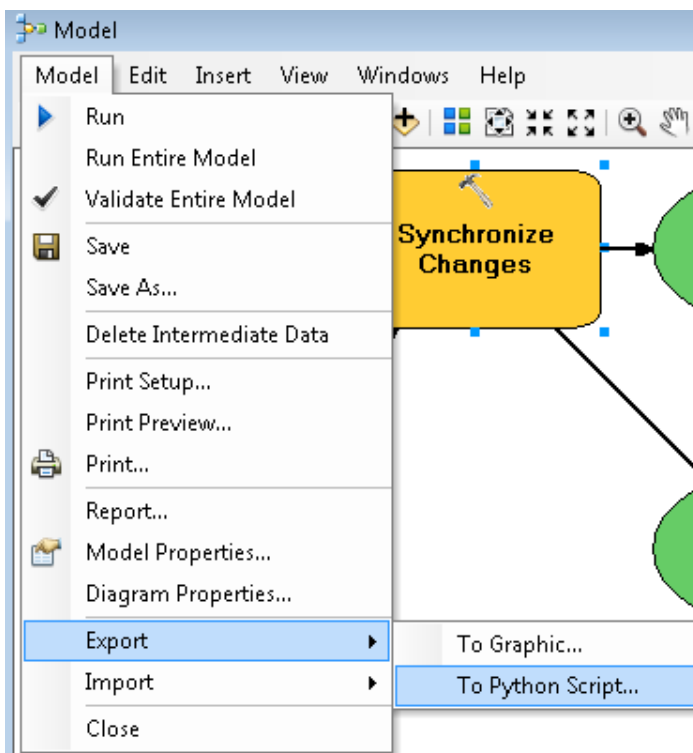 Model
Model Edit Insert View Windows Help
Run
Run Entire Model
Validate Entire Model
Save
Save As...
Delete Intermediate Data
Print Setup...
Print Preview...
Print...
Report...
Model Properties...
Diagram Properties...
Export
Import
Close
To Graphic...
To Python Script...
Synchronize
Changes